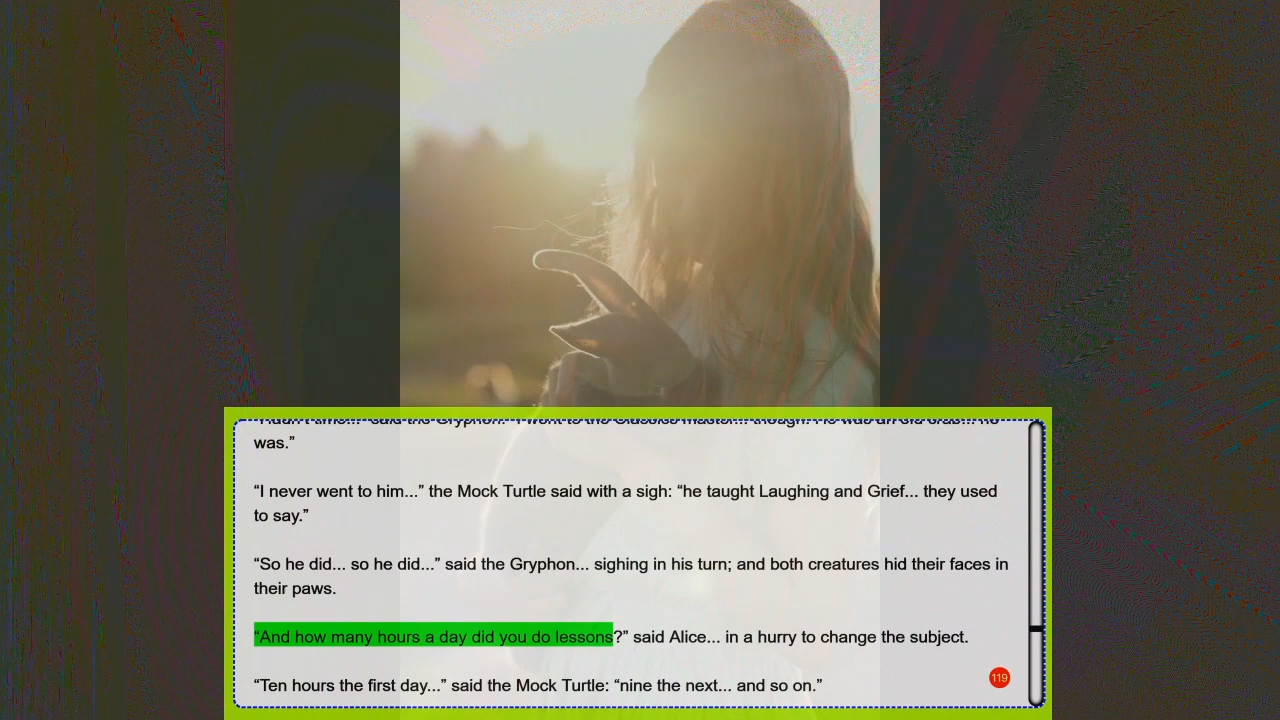 was.”
“I never went to him...” the Mock Turtle said with a sigh: “he taught Laughing and Grief... they used
to say.”
“So he did... so he did...” said the Gryphon... sighing in his turn; and both creatures hid their faces in
their paws.
“And how many hours a day did you do lessons?” said Alice... in a hurry to change the subject.
“Ten hours the first day...” said the Mock Turtle: “nine the next... and so on.”
119